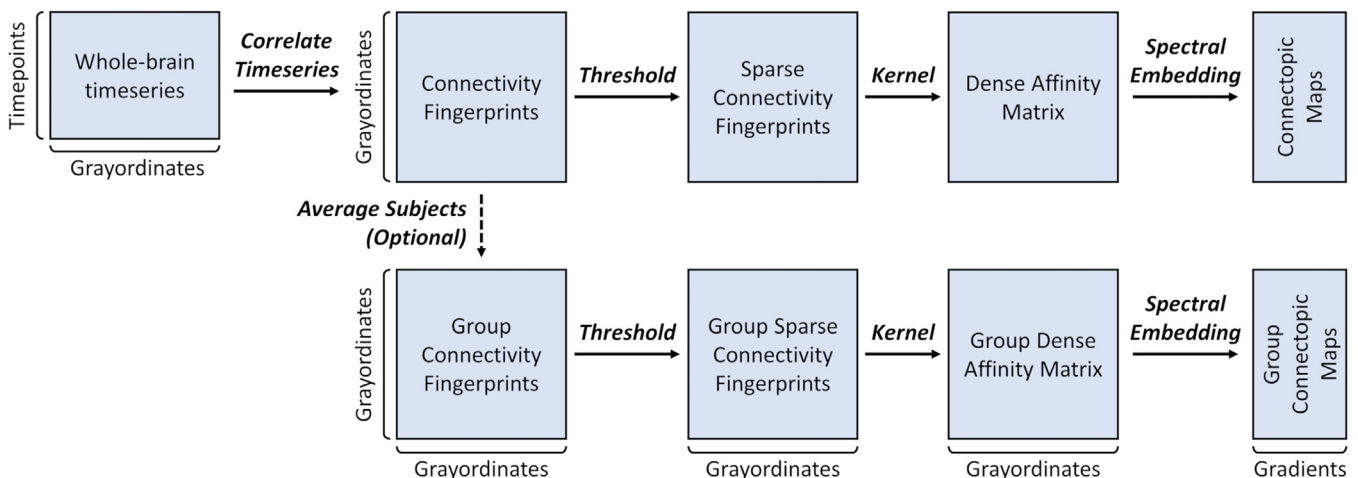 Timepoints
Whole-brain
timeseries
Grayordinates
Correlate
Timeseries
Grayordinates
Connectivity
Fingerprints
Threshold
Sparse
Connectivity
Fingerprints
Kernel
Dense Affinity
Matrix
Spectral
Embedding
Connectopic
Maps
Average Subjects
(Optional)
Grayordinates
Group
Connectivity
Fingerprints
Grayordinates
Threshold
Group Sparse
Connectivity
Fingerprints
Grayordinates
Kernel
Group Dense
Affinity Matrix
Grayordinates
Spectral
Embedding
Group
Connectopic
Maps
Gradients